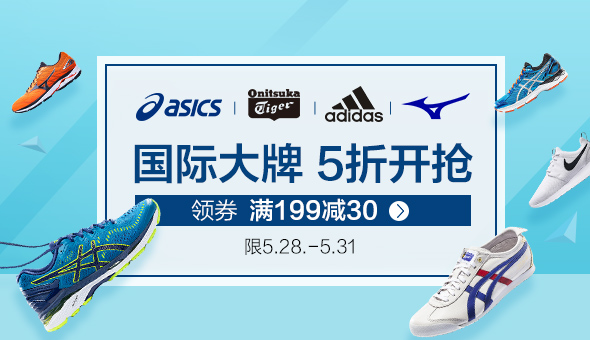 asics
Onitsuka
Tiger
adidas
国际大牌 5折开抢
领券 满199减30
限5.28.-5.31